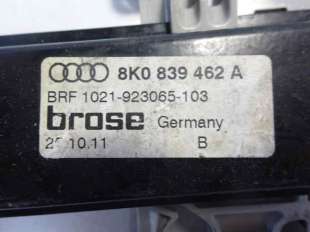 8K0 839 462 A
BRF 1021-923065-103
brose Germany
10.11 B